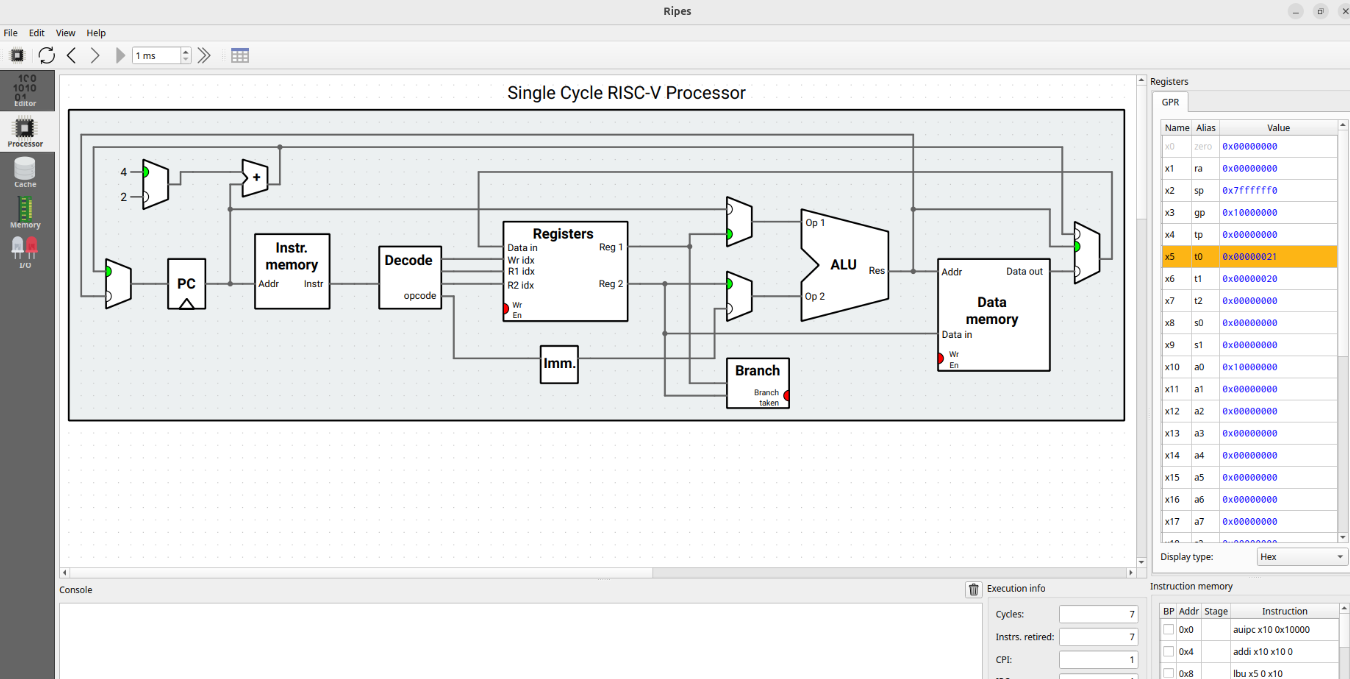 Ripes
File Edit View Help
1 ms
Editor
Processor
Cache
Memory
I/O
Single Cycle RISC-V Processor
4
2
+
PC
Instr. memory
Addr Instr
Decode
opcode
Registers
Data in
Wr idx
R1 idx
R2 idx
Wr
En
Reg 1
Reg 2
Imm.
Op 1
Op 2
ALU
Res
Branch
Branch
taken
Addr
Data out
Data
memory
Data in
Wr
En
Registers
GPR
Name Alias Value
x0 zero 0x00000000
x1 ra 0x00000000
x2 sp 0x7ffffff0
x3 gp 0x10000000
x4 tp 0x00000000
x5 t0 0x00000021
x6 t1 0x00000020
x7 t2 0x00000000
x8 s0 0x00000000
x9 s1 0x00000000
x10 a0 0x10000000
x11 a1 0x00000000
x12 a2 0x00000000
x13 a3 0x00000000
x14 a4 0x00000000
x15 a5 0x00000000
x16 a6 0x00000000
x17 a7 0x00000000
Display type: Hex
Console
Execution info
Cycles: 7
Instrs. retired: 7
CPI: 1
Instruction memory
BP Addr Stage Instruction
0x0 auipc x10 0x10000
0x4 addi x10 x10 0
0x8 lbu x5 0 x10